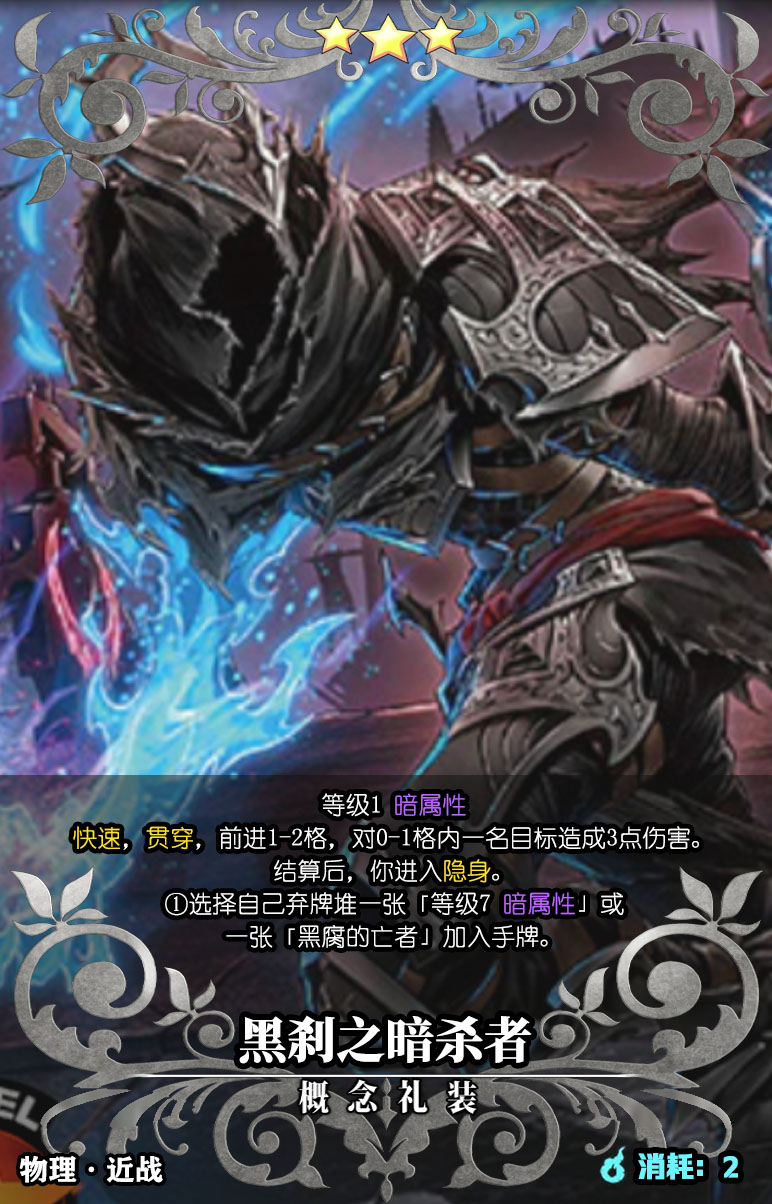 等级1 暗属性
快速，贯穿，前进1-2格，对0-1格内一名目标造成3点伤害。
结算后，你进入隐身。
①选择自己弃牌堆一张「等级7 暗属性」或
一张「黑腐的亡者」加入手牌。
黑刹之暗杀者
概念礼装
EL
物理·近战
消耗: 2